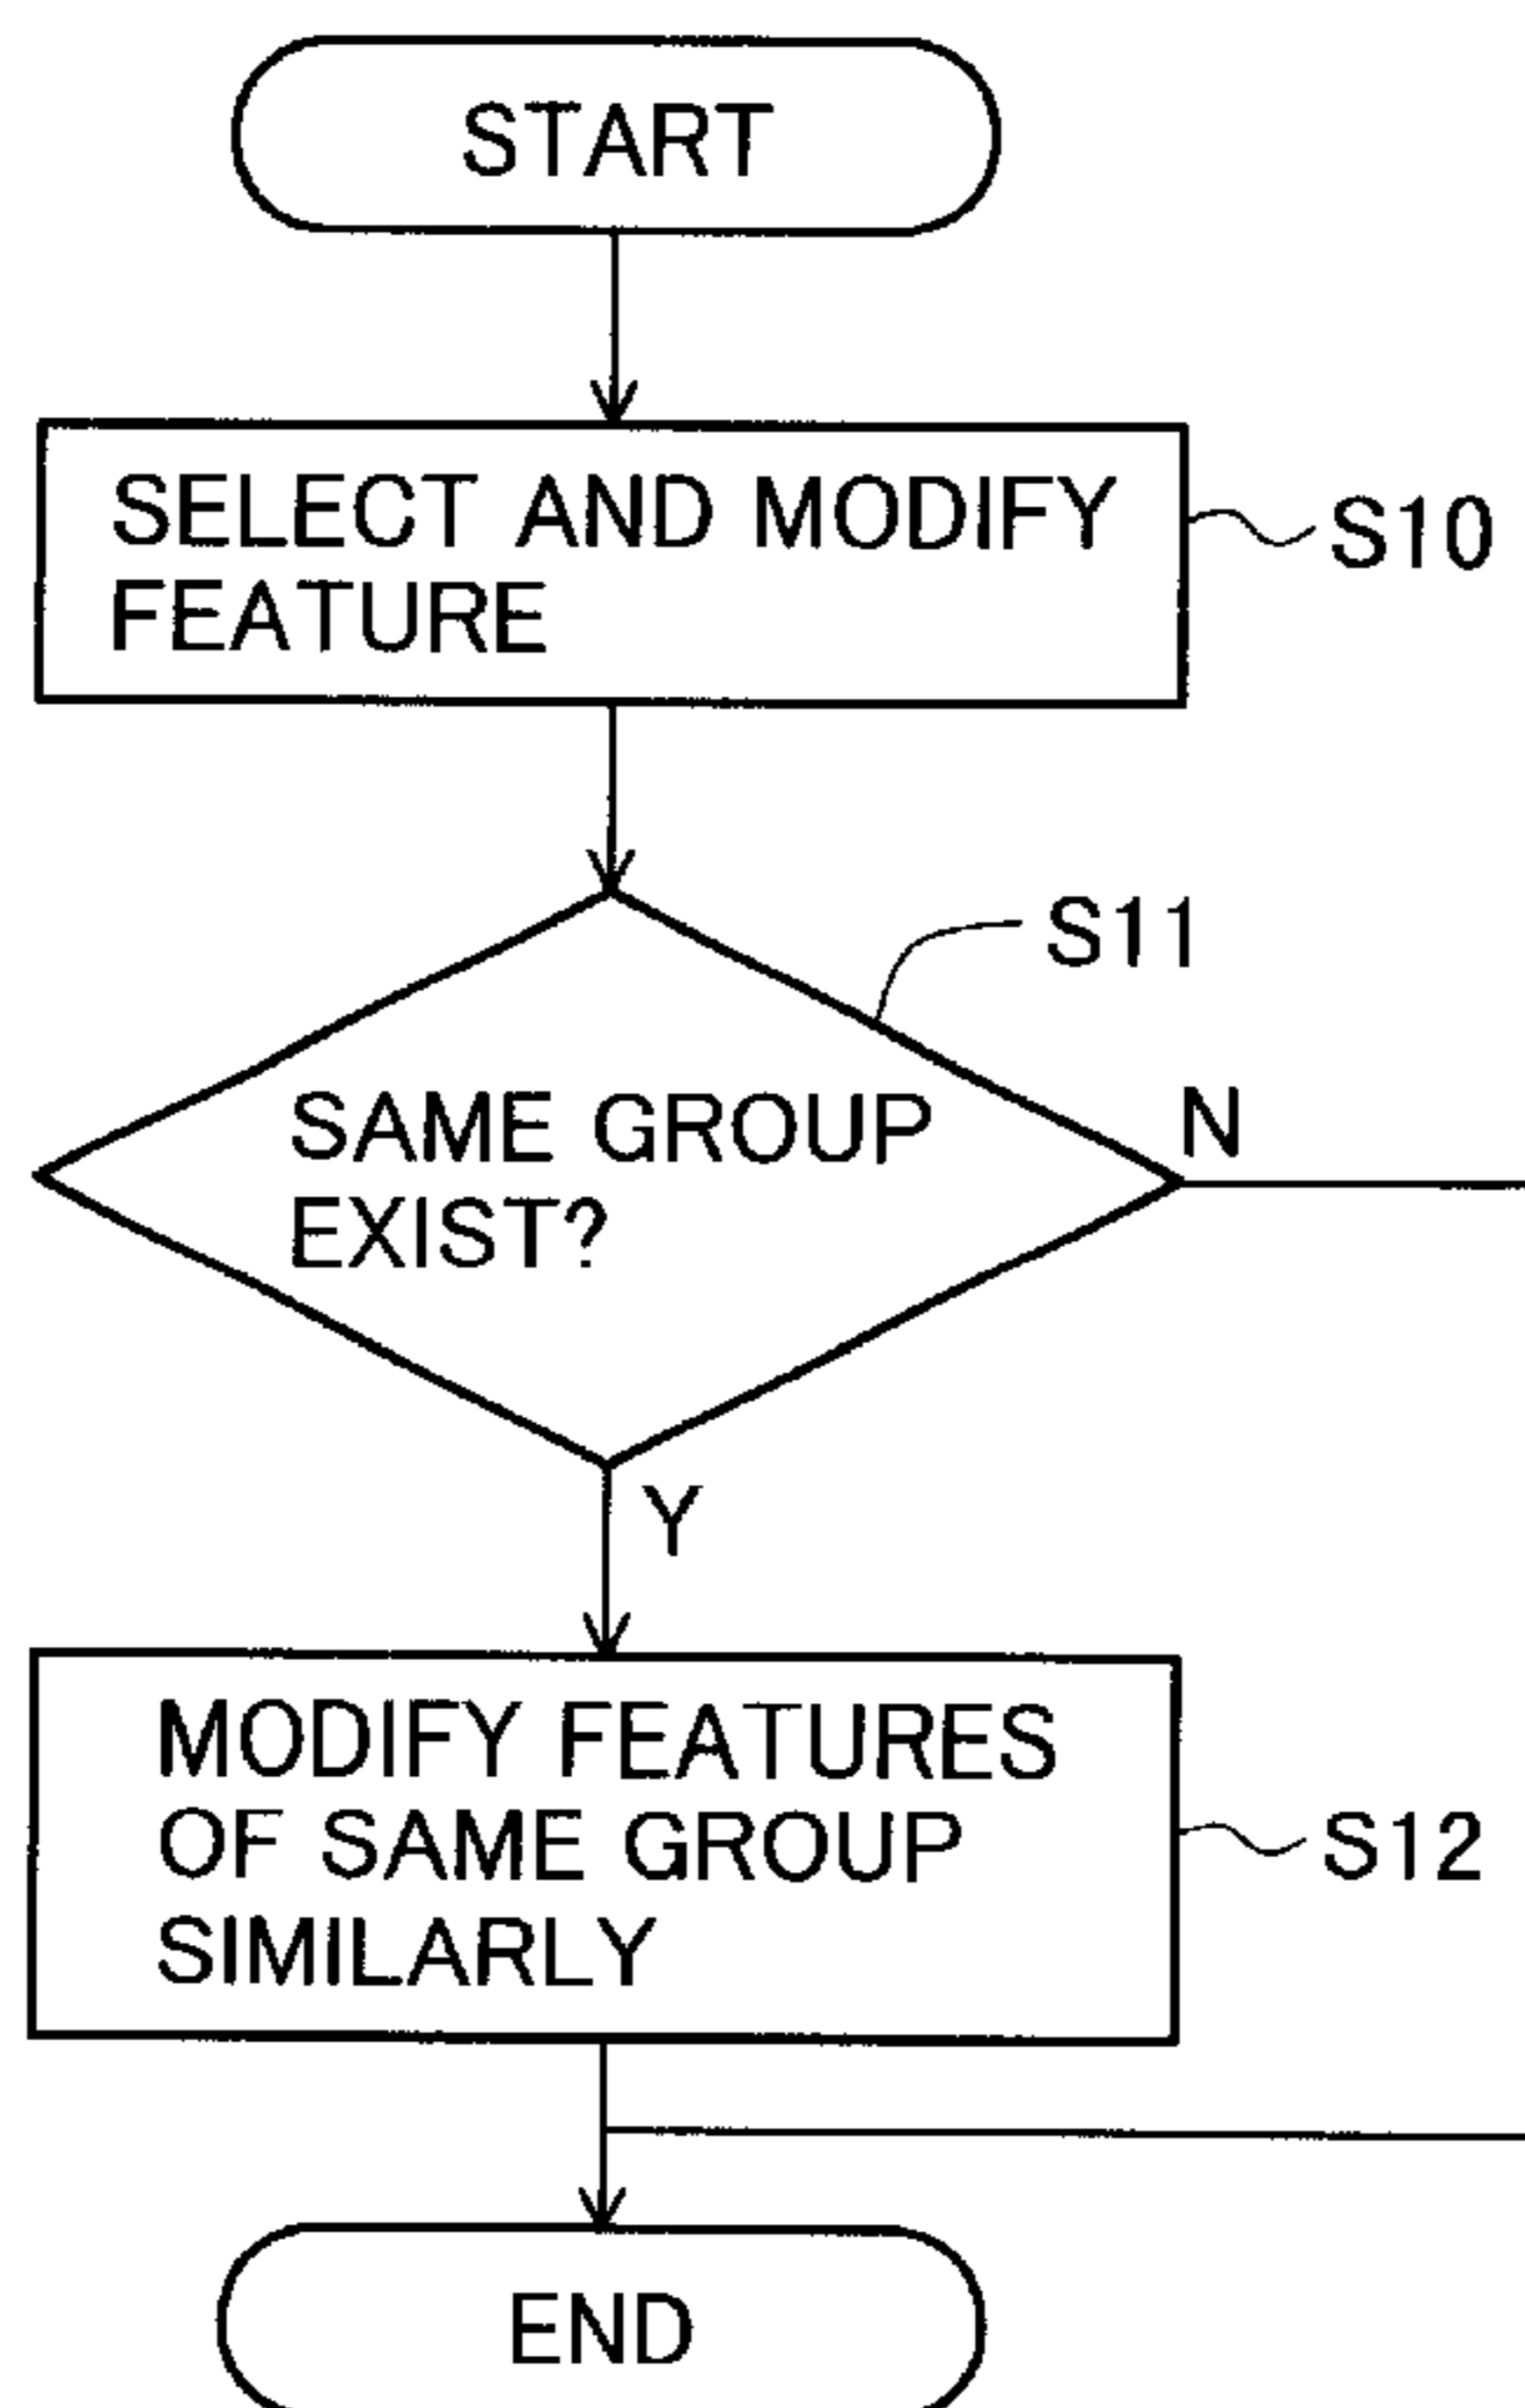 START
SELECT AND MODIFY
FEATURE
S10
S11
SAME GROUP
EXIST?
N
Y
MODIFY FEATURES
OF SAME GROUP
SIMILARLY
S12
END